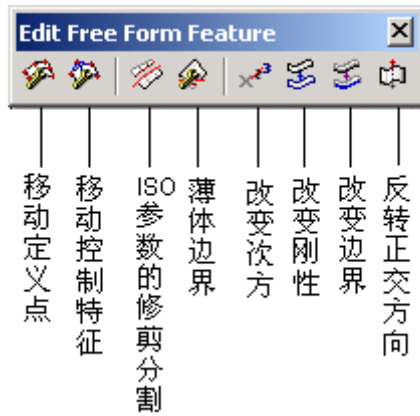 Edit Free Form Feature
移动定义点
移动控制特征
ISO参数的修剪分割
薄体边界
改变次方
改变刚性
改变边界
反转正交方向